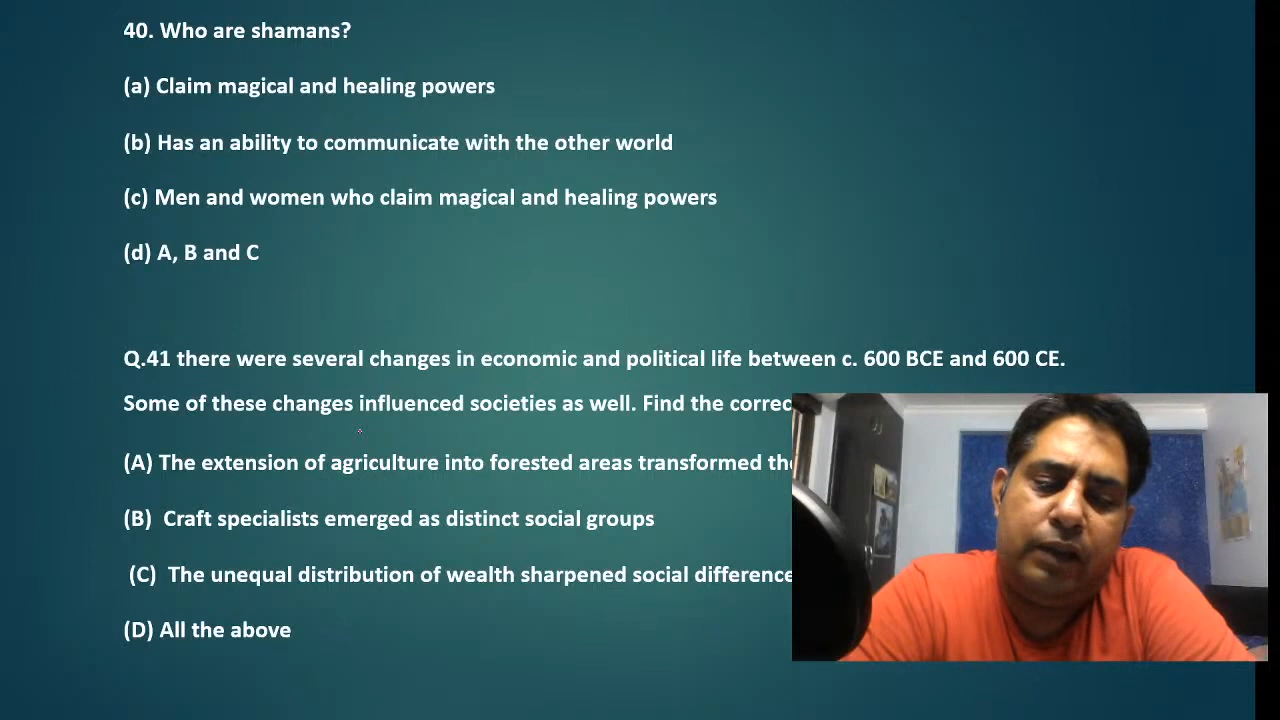 40. Who are shamans?
(a) Claim magical and healing powers
(b) Has an ability to communicate with the other world
(c) Men and women who claim magical and healing powers
(d) A, B and C
Q.41 there were several changes in economic and political life between c. 600 BCE and 600 CE.
Some of these changes influenced societies as well. Find the
(A) The extension of agriculture into forested areas transformed
(B) Craft specialists emerged as distinct social groups
(C) The unequal distribution of wealth sharpened social
(D) All the above